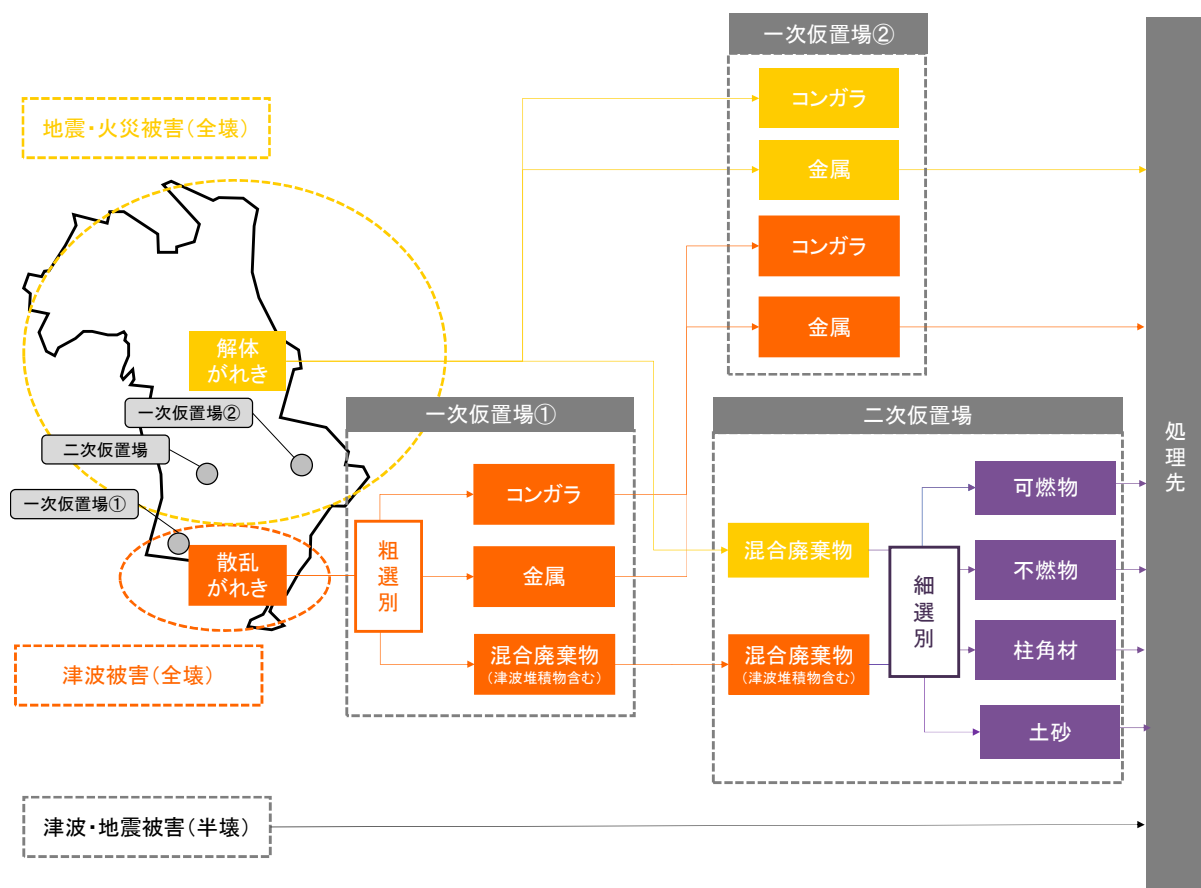 一次仮置場②
コンガラ
金属
コンガラ
金属
地震・火災被害(全壊)
解体
がれき
一次仮置場②
二次仮置場
一次仮置場①
散乱
がれき
津波被害(全壊)
一次仮置場①
粗選別
コンガラ
金属
混合廃棄物
(津波堆積物含む)
二次仮置場
混合廃棄物
混合廃棄物
(津波堆積物含む)
細選別
可燃物
不燃物
柱角材
土砂
処理先
津波・地震被害(半壊)